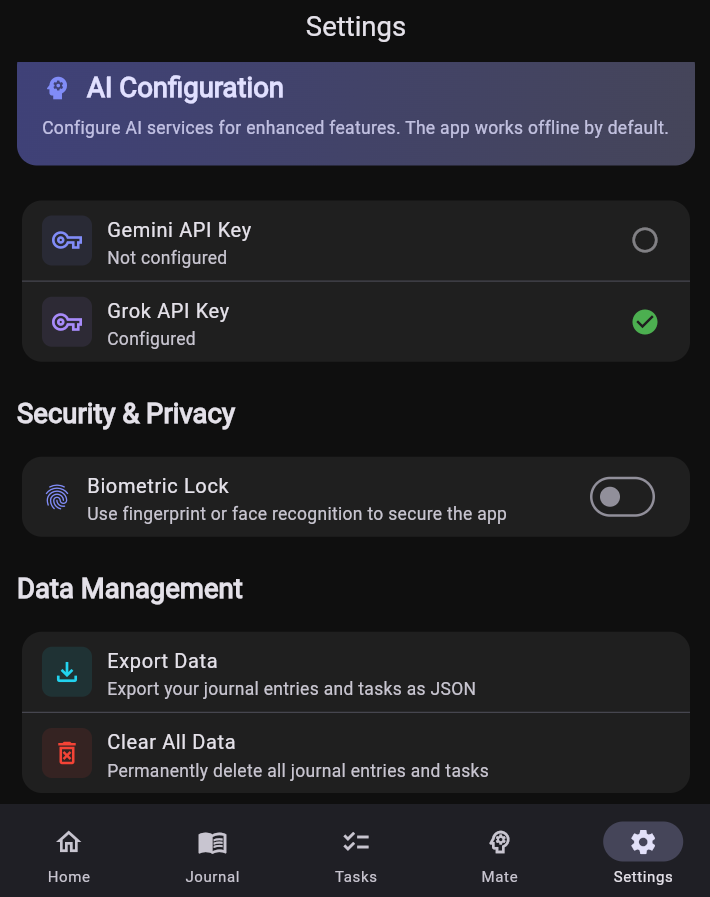 Settings
AI Configuration
Configure AI services for enhanced features. The app works offline by default.
Gemini API Key
Not configured
Grok API Key
Configured
Security & Privacy
Biometric Lock
Use fingerprint or face recognition to secure the app
Data Management
Export Data
Export your journal entries and tasks as JSON
Clear All Data
Permanently delete all journal entries and tasks
Home Journal Tasks Mate Settings